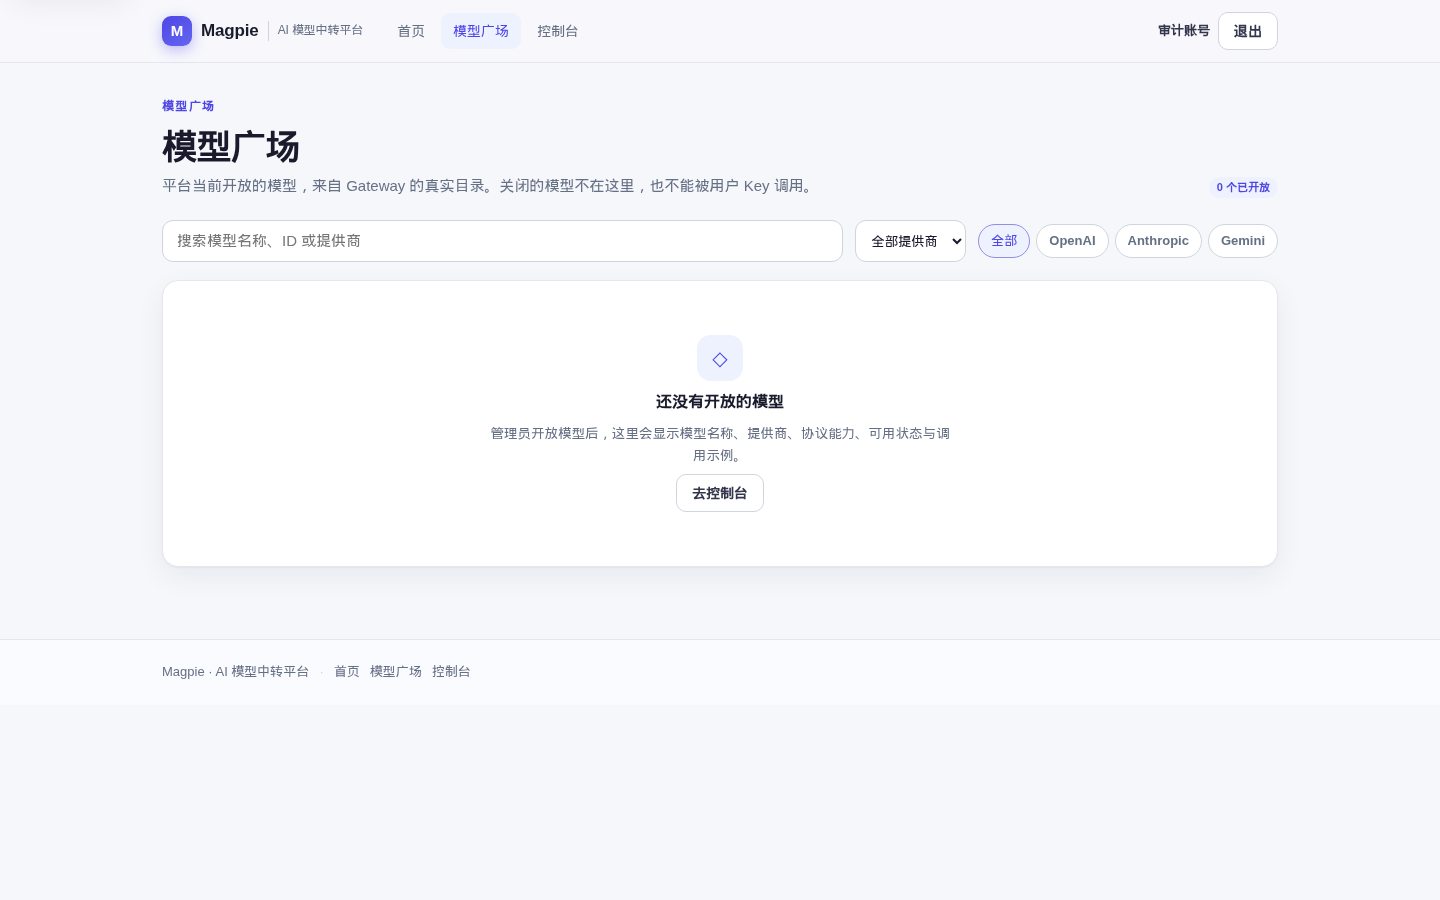 M Magpie AI 模型中转平台 首页 模型广场 控制台 审计账号 退出
模型广场
模型广场
平台当前开放的模型，来自 Gateway 的真实目录。关闭的模型不在这里，也不能被用户 Key 调用。 0 个已开放
搜索模型名称、ID 或提供商 全部提供商 全部 OpenAI Anthropic Gemini
还没有开放的模型
管理员开放模型后，这里会显示模型名称、提供商、协议能力、可用状态与调
用示例。
去控制台
Magpie · AI 模型中转平台 · 首页 模型广场 控制台